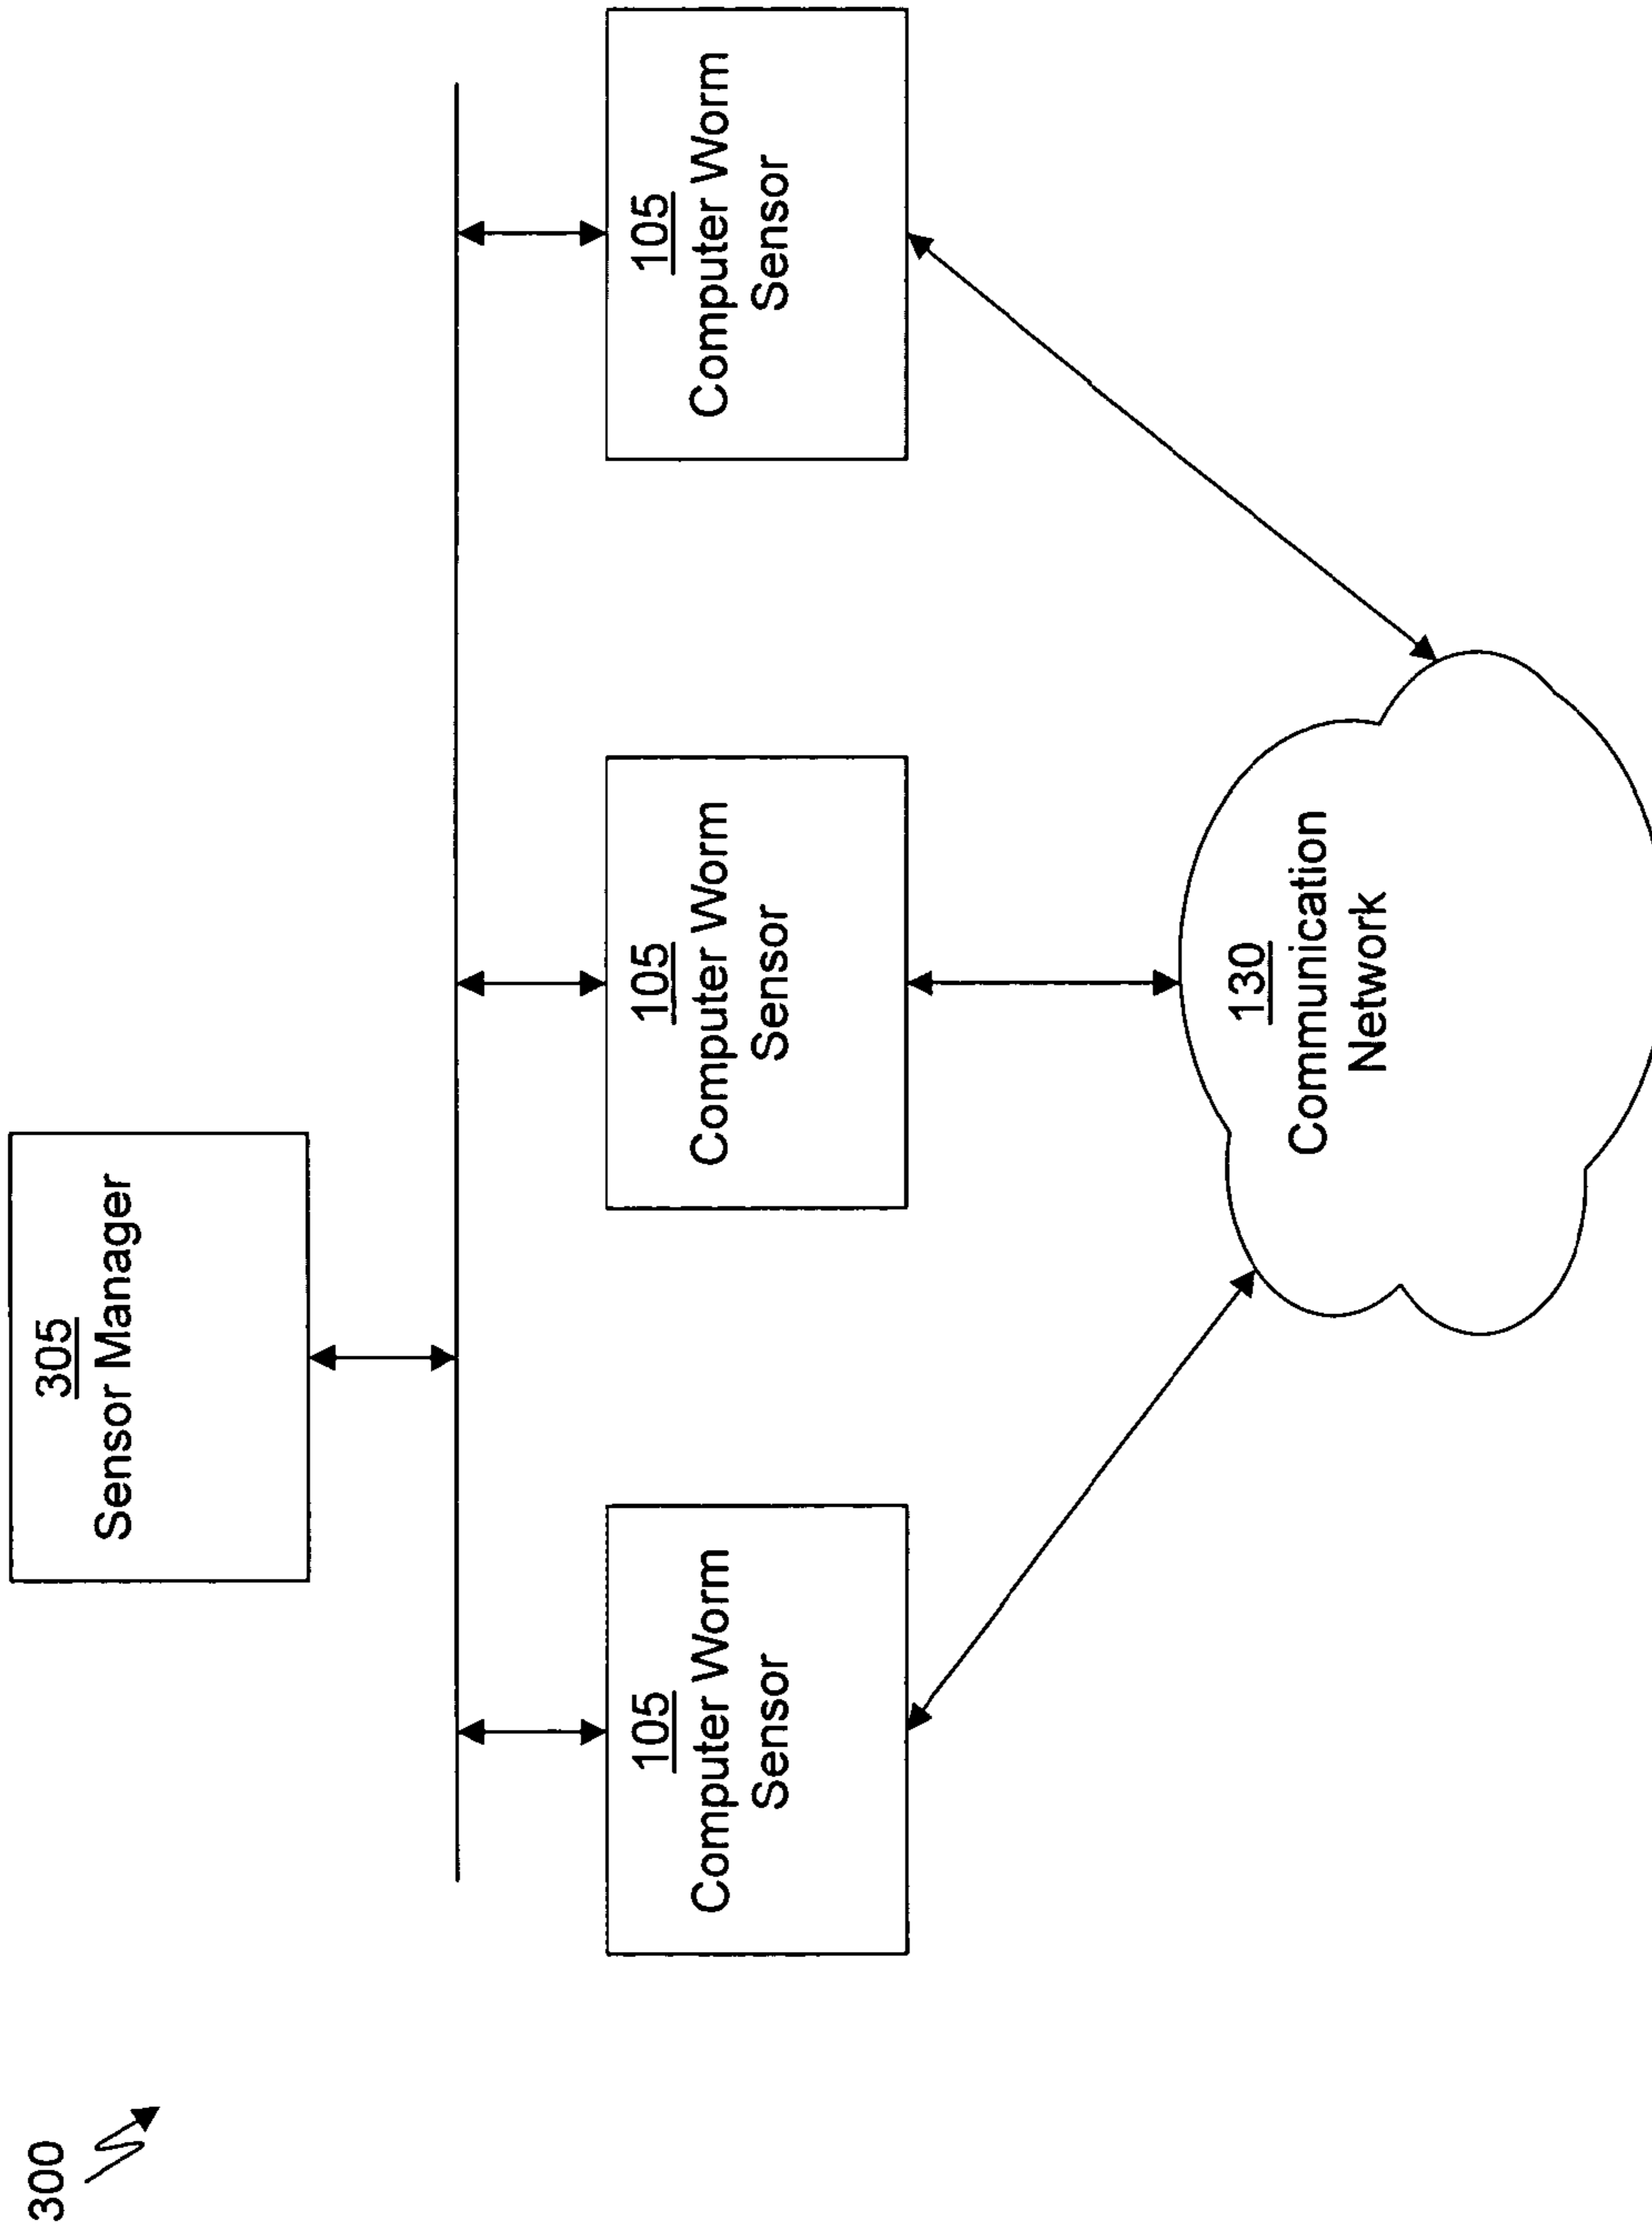 300
305
Sensor Manager
105
Computer Worm
Sensor
105
Computer Worm
Sensor
105
Computer Worm
Sensor
130
Communication
Network